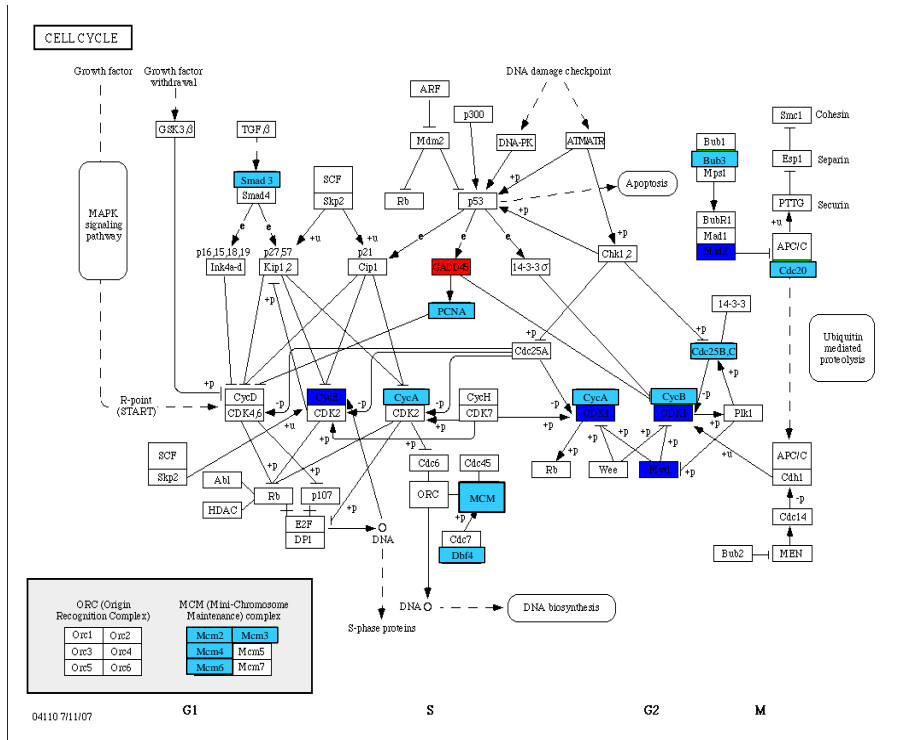 CELL CYCLE
Growth factor
Growth factor
withdrawal
DNA damage checkpoint
ARF
p300
GSK3β
TGFβ
Mdm2
DNA-PK
ATM/ATR
Smc1
Cohesin
Bub1
Bub3
Mps1
Esp1
Separin
MAPK
signaling
pathway
Smad 3
Smad4
SCF
Skp2
Rb
p53
Apoptosis
+p
+p
PTTG
Securin
BubR1
Mad1
Mad2
+u
APC/C
Cdc20
e
e
+u
+u
e
e
e
+p
p16,15,18,19
Ink4a-d
p27,57
Kip1,2
p21
Cip1
GADD45
14-3-3σ
Chk1,2
+p
PCNA
14-3-3
+p
+p
Cdc25A
Cdc25B,C
Ubiquitin
mediated
proteolysis
R-point
(START)
+p
CycD
CDK4,6
-p
CycE
CDK2
-p
CycA
CDK2
-p
CycH
CDK7
-p
CycA
CDK1
CycB
CDK1
-p
+p
Plk1
+u
+p
+p
+p
+p
+p
SCF
Skp2
+p
+p
Abl
HDAC
Rb
p107
Cdc6
Cdc45
ORC
MCM
Rb
Wee
Myt1
+p
+u
APC/C
Cdh1
-p
+p
+p
E2F
DP1
DNA
+p
Cdc7
Dbf4
Cdc14
Bub2
MEN
DNA
DNA biosynthesis
S-phase proteins
ORC (Origin
Recognition Complex)
MCM (Mini-Chromosome
Maintenance) complex
Orc1 Orc2
Orc3 Orc4
Orc5 Orc6
Mcm2 Mcm3
Mcm4 Mcm5
Mcm6 Mcm7
04110 7/11/07
G1
S
G2
M